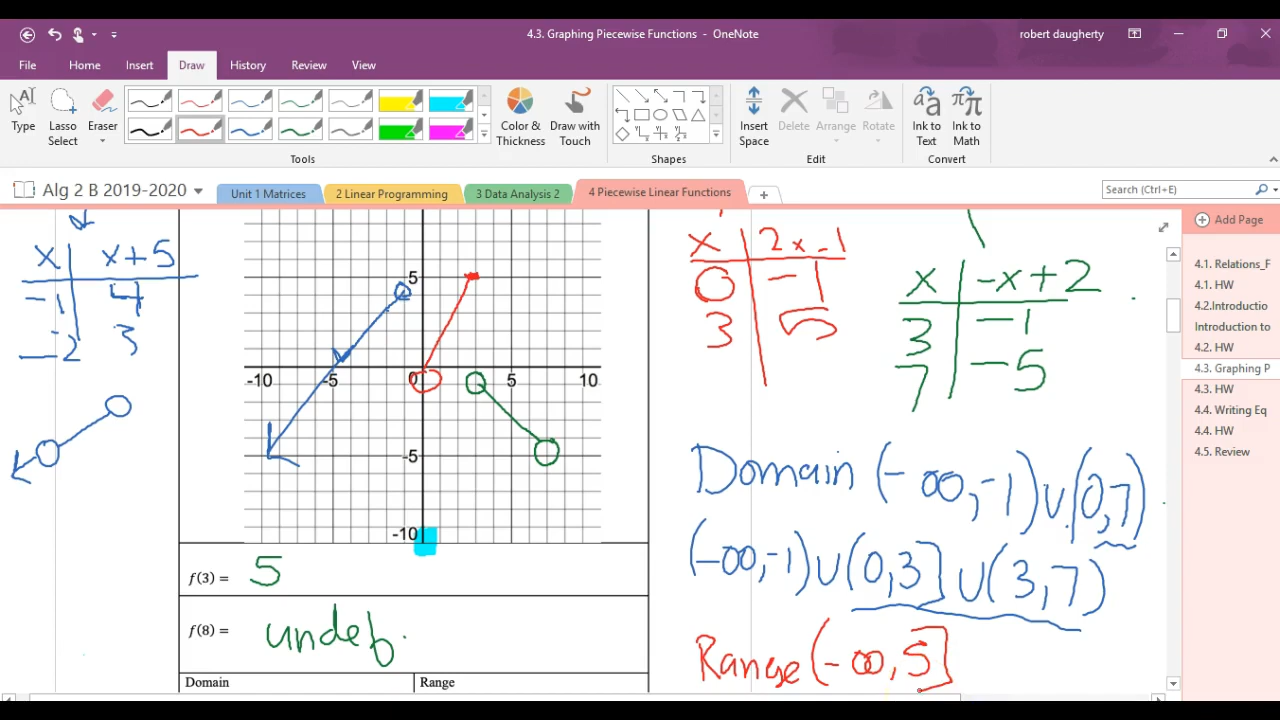 4.3. Graphing Piecewise Functions - OneNote
robert daugherty
File Home Insert Draw History Review View
Type
Lasso Select
Eraser
Color & Thickness
Draw with Touch
Insert Space
Delete
Arrange
Rotate
Ink to Text
Ink to Math
Tools
Shapes
Edit
Convert
Alg 2 B 2019-2020
Unit 1 Matrices
2 Linear Programming
3 Data Analysis 2
4 Piecewise Linear Functions
Search (Ctrl+E)
Add Page
4.1. Relations_F
4.1. HW
4.2.Introductio
Introduction to
4.2. HW
4.3. Graphing P
4.3. HW
4.4. Writing Eq
4.4. HW
4.5. Review
x | x+5
-1 | 4
-2 | 3
5
-10 -5 0 5 10
-5
-10
x | 2x-1
0 | -1
3 | 5
x | -x+2
3 | -1
7 | -5
Domain (-∞,-1)∪(0,7)
(-∞,-1)∪(0,3]∪(3,7)
Range (-∞,5]
f(3) = 5
f(8) = undef.
Domain
Range